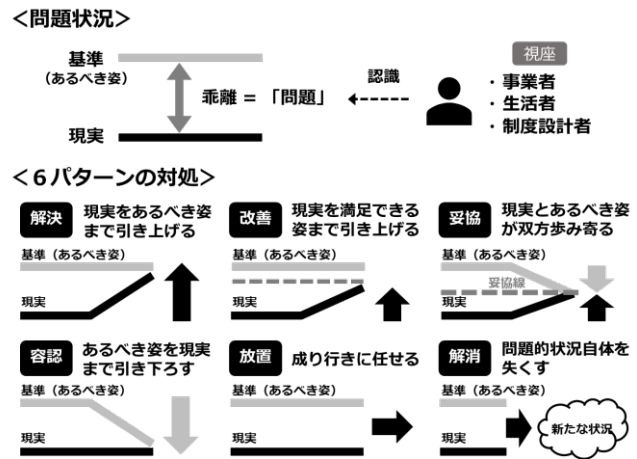 ＜問題状況＞
基準
（あるべき姿）
現実
乖離 = 「問題」
認識
視座
・事業者
・生活者
・制度設計者
＜６パターンの対処＞
解決
現実をあるべき姿
まで引き上げる
基準（あるべき姿）
現実
改善
現実を満足できる
姿まで引き上げる
基準（あるべき姿）
現実
妥協
現実とあるべき姿
が双方歩み寄る
基準（あるべき姿）
妥協線
現実
容認
あるべき姿を現実
まで引き下ろす
基準（あるべき姿）
現実
放置
成り行きに任せる
基準（あるべき姿）
現実
解消
問題的状況自体を
失くす
基準（あるべき姿）
現実
新たな状況